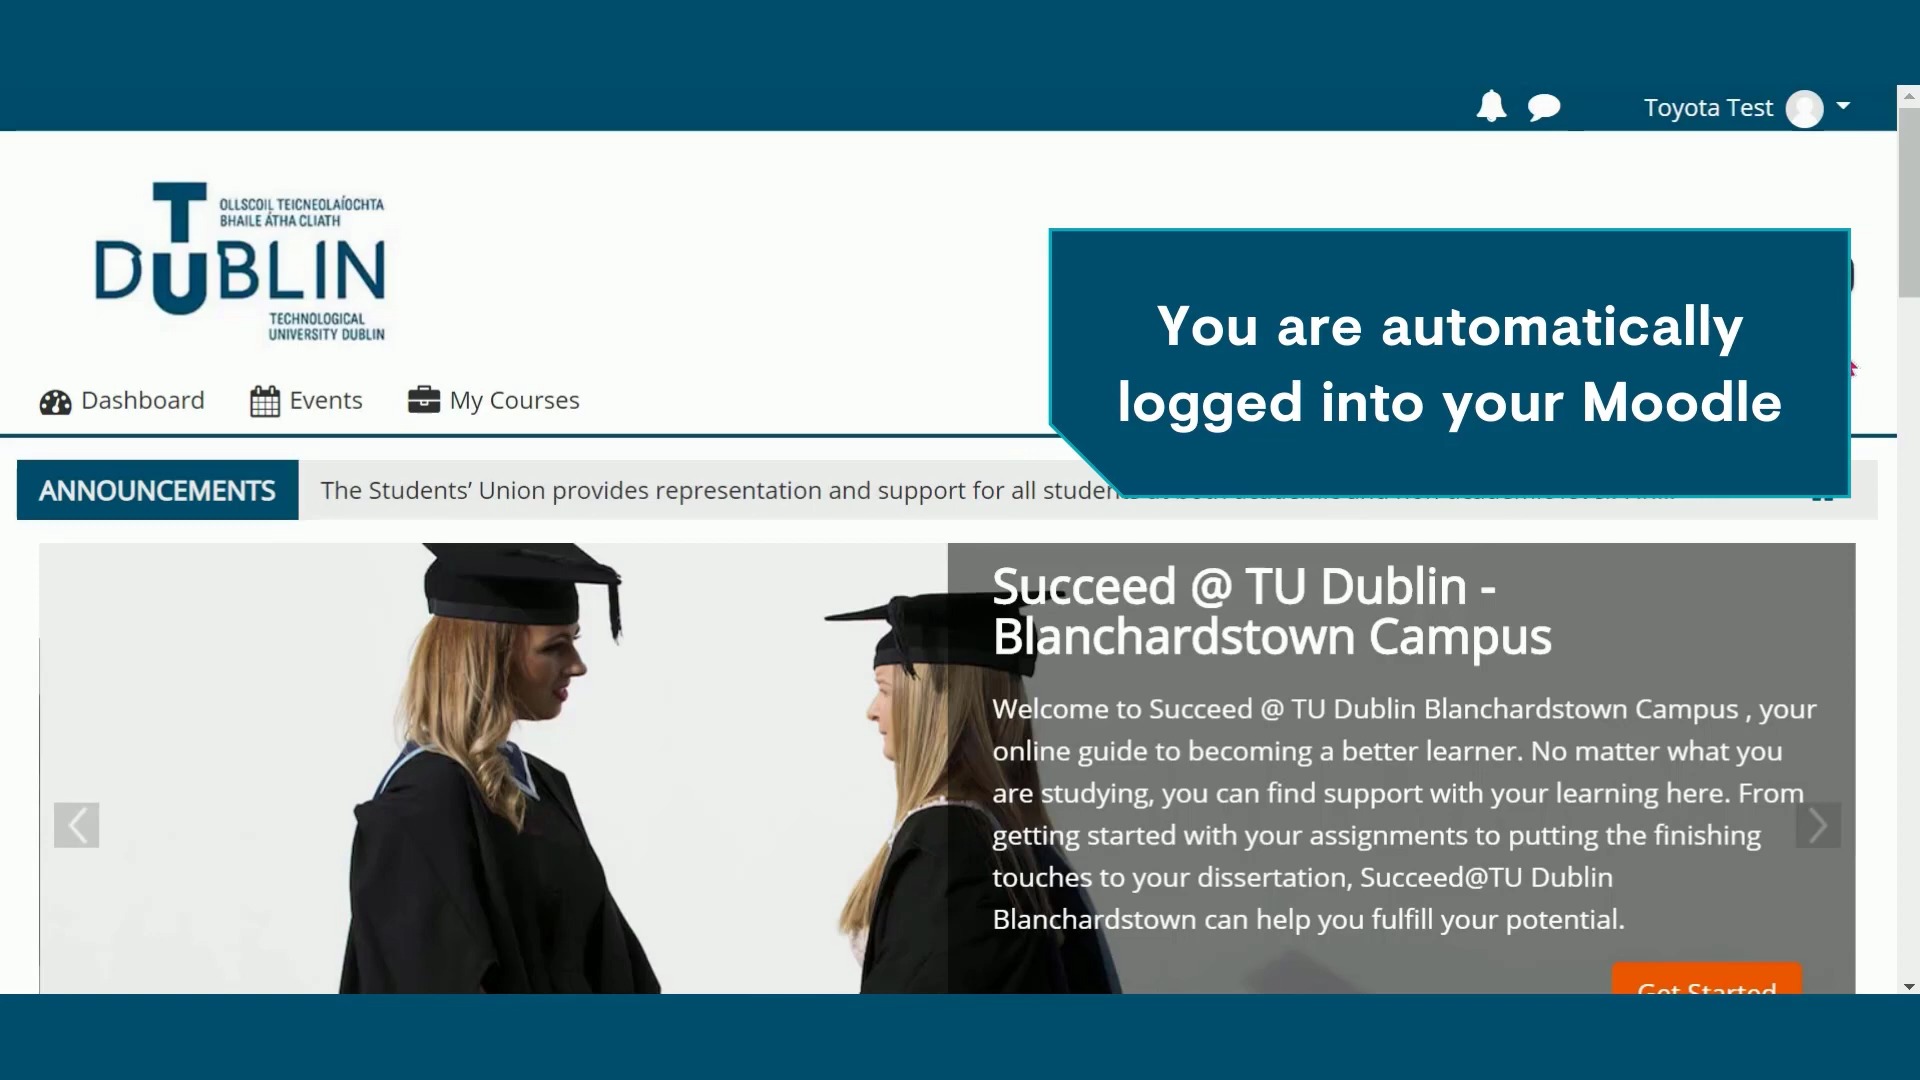 Toyota Test
T
OLLSCOIL TEICNEOLAÍOCHTA
BHAILE ÁTHA CLIATH
DUBLIN
TECHNOLOGICAL
UNIVERSITY DUBLIN
You are automatically
logged into your Moodle
Dashboard
Events
My Courses
ANNOUNCEMENTS
The Students’ Union provides representation and support for all
Succeed @ TU Dublin -
Blanchardstown Campus
Welcome to Succeed @ TU Dublin Blanchardstown Campus , your
online guide to becoming a better learner. No matter what you
are studying, you can find support with your learning here. From
getting started with your assignments to putting the finishing
touches to your dissertation, Succeed@TU Dublin
Blanchardstown can help you fulfill your potential.
Get Started